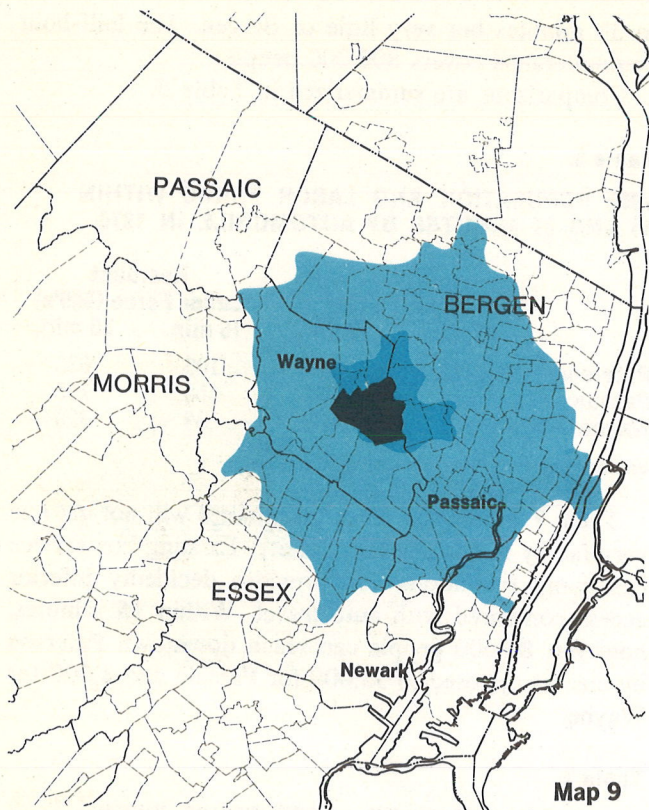 PASSAIC
BERGEN
Wayne
MORRIS
Passaic
ESSEX
Newark
Map 9